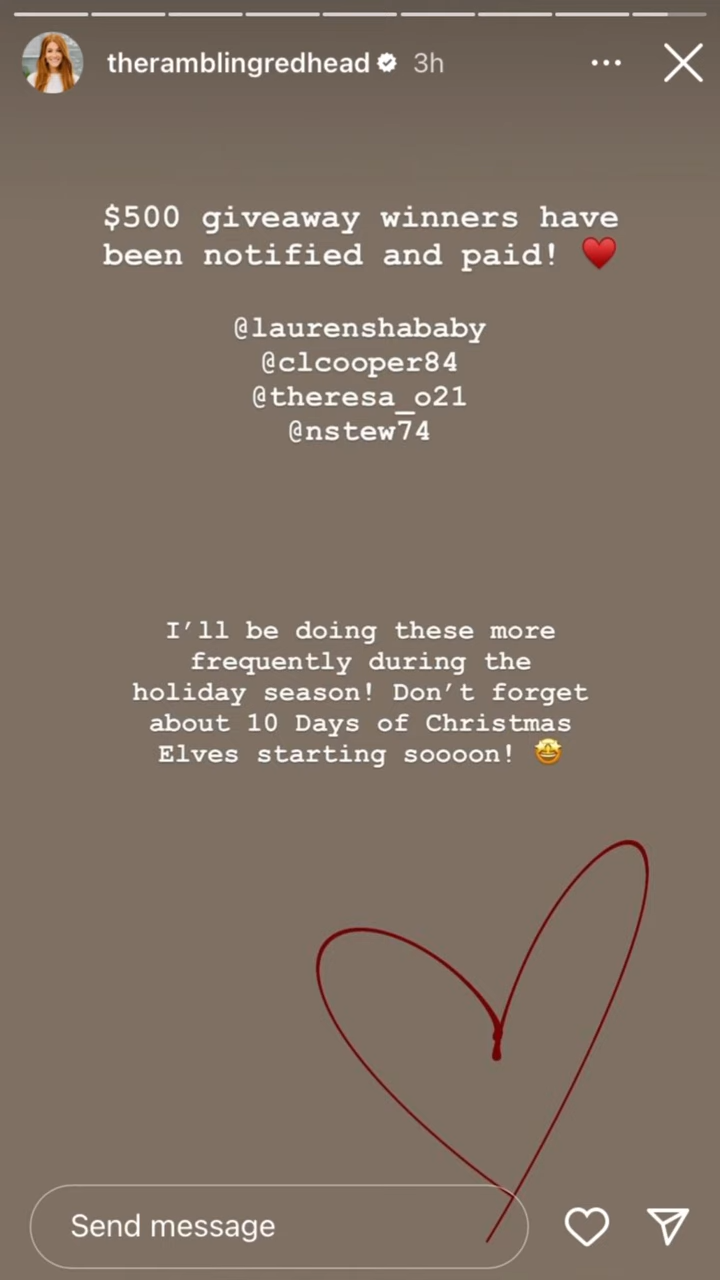 theramblingredhead 3h
$500 giveaway winners have
been notified and paid! ♥️
@laurenshababy
@clcooper84
@theresa_o21
@nstew74
I’ll be doing these more
frequently during the
holiday season! Don’t forget
about 10 Days of Christmas
Elves starting soooon! 🤩
Send message